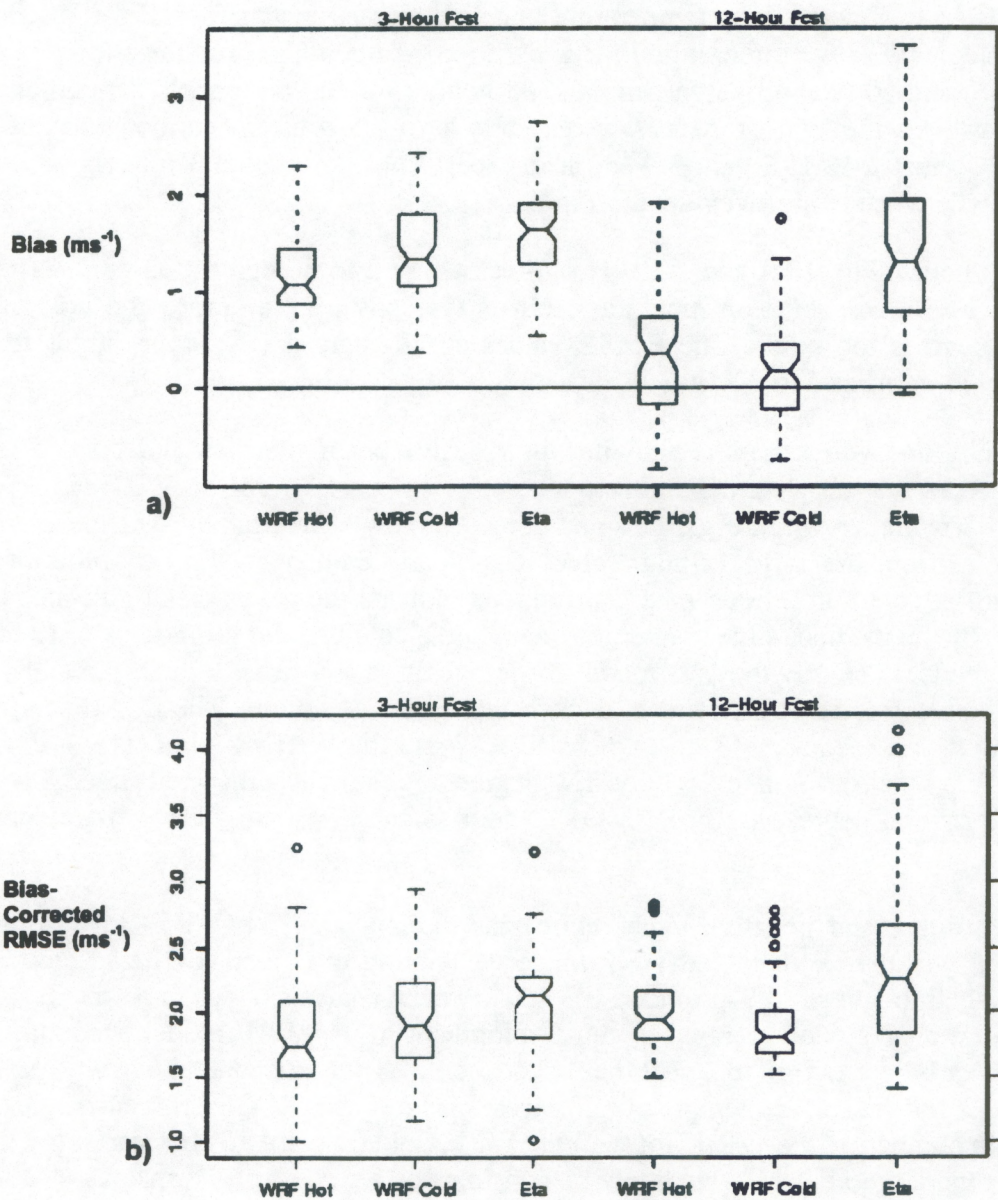 3-Hour Fcst 12-Hour Fcst
3
2
Bias (ms-1)
1
0
a)
WRF Hot WRF Cold Eta WRF Hot WRF Cold Eta
3-Hour Fcst 12-Hour Fcst
4.0
3.5
3.0
Bias-
Corrected
RMSE (ms-1)
2.5
2.0
1.5
1.0
b)
WRF Hot WRF Cold Eta WRF Hot WRF Cold Eta